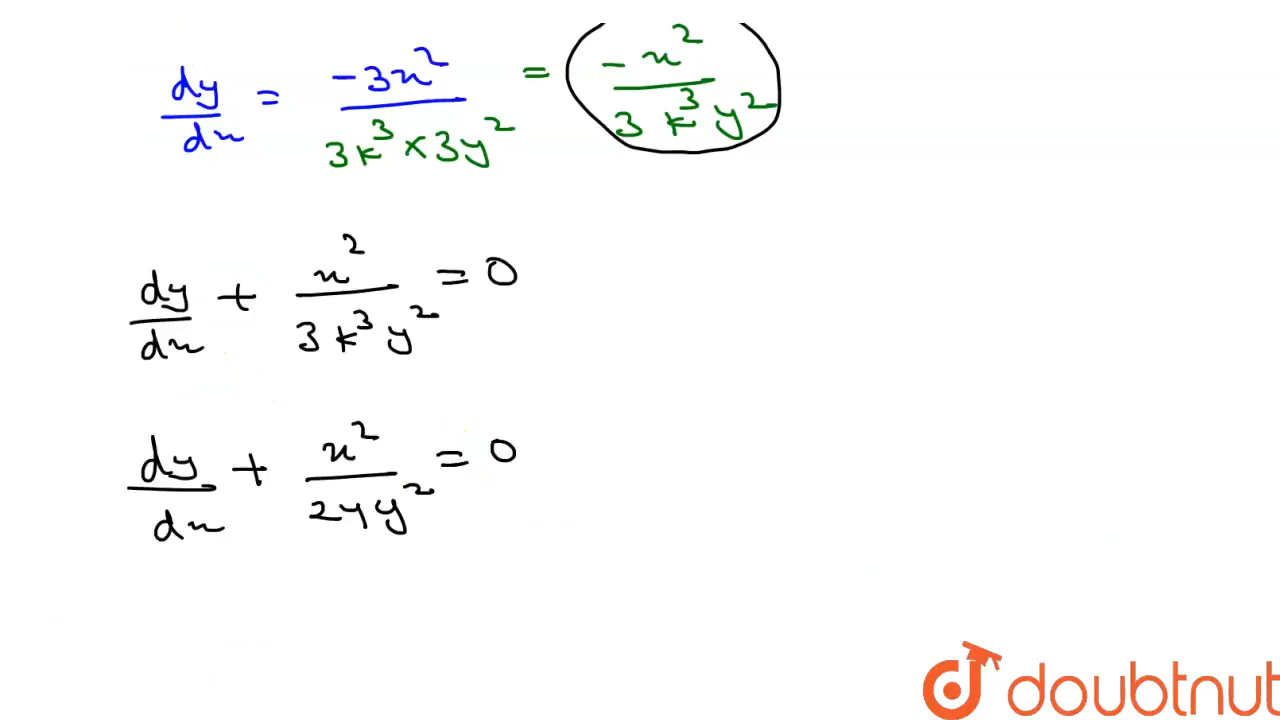 dy/dx = -3x²/3k³×3y² = -x²/3k³y²
dy/dx + x²/3k³y² = 0
dy/dx + x²/24y² = 0
doubtnut